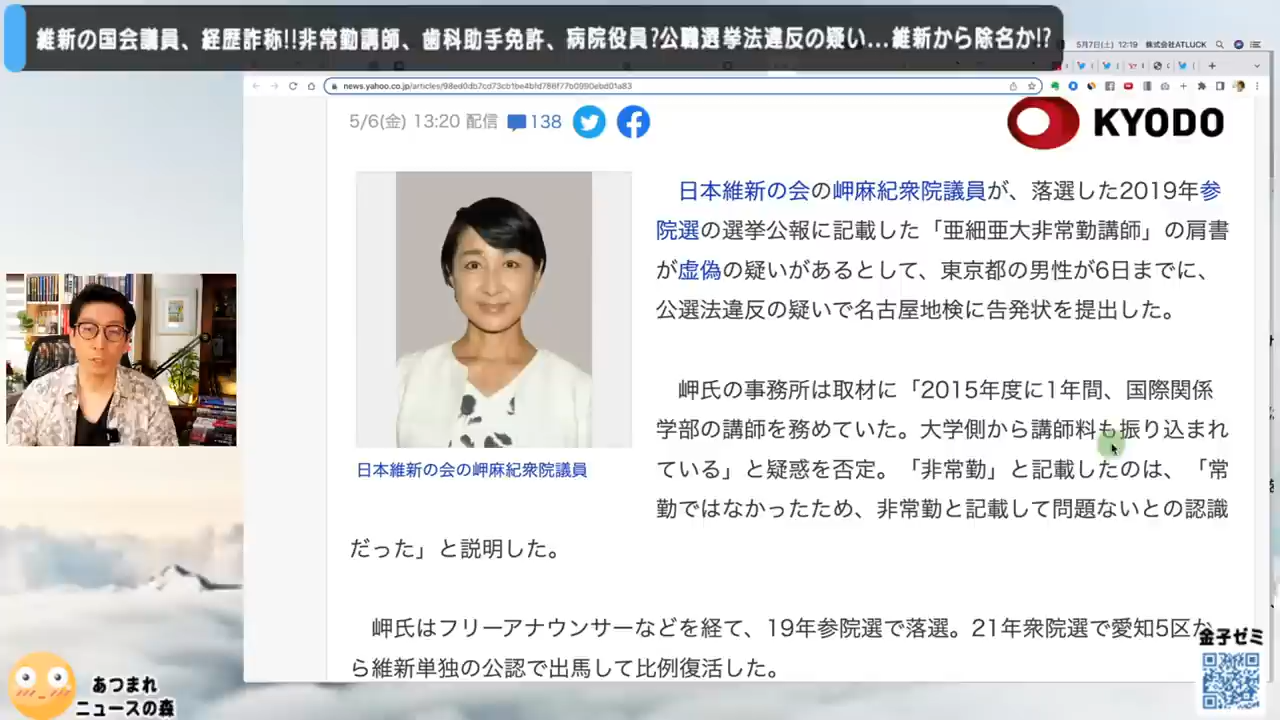 維新の国会議員、経歴詐称!!非常勤講師、歯科助手免許、病院役員?公職選挙法違反の疑い...維新から除名か!?
5月7日(土) 12:19 株式会社ATLUCK
5/6(金) 13:20 配信 138
KYODO
日本維新の会の岬麻紀衆院議員が、落選した2019年参
院選の選挙公報に記載した「亜細亜大非常勤講師」の肩書
が虚偽の疑いがあるとして、東京都の男性が6日までに、
公選法違反の疑いで名古屋地検に告発状を提出した。
日本維新の会の岬麻紀衆院議員
岬氏の事務所は取材に「2015年度に1年間、国際関係
学部の講師を務めていた。大学側から講師料も振り込まれ
ている」と疑惑を否定。「非常勤」と記載したのは、「常
勤ではなかったため、非常勤と記載して問題ないとの認識
だった」と説明した。
岬氏はフリーアナウンサーなどを経て、19年参院選で落選。21年衆院選で愛知5区か
ら維新単独の公認で出馬して比例復活した。
金子ゼミ
あつまれ
ニュースの森